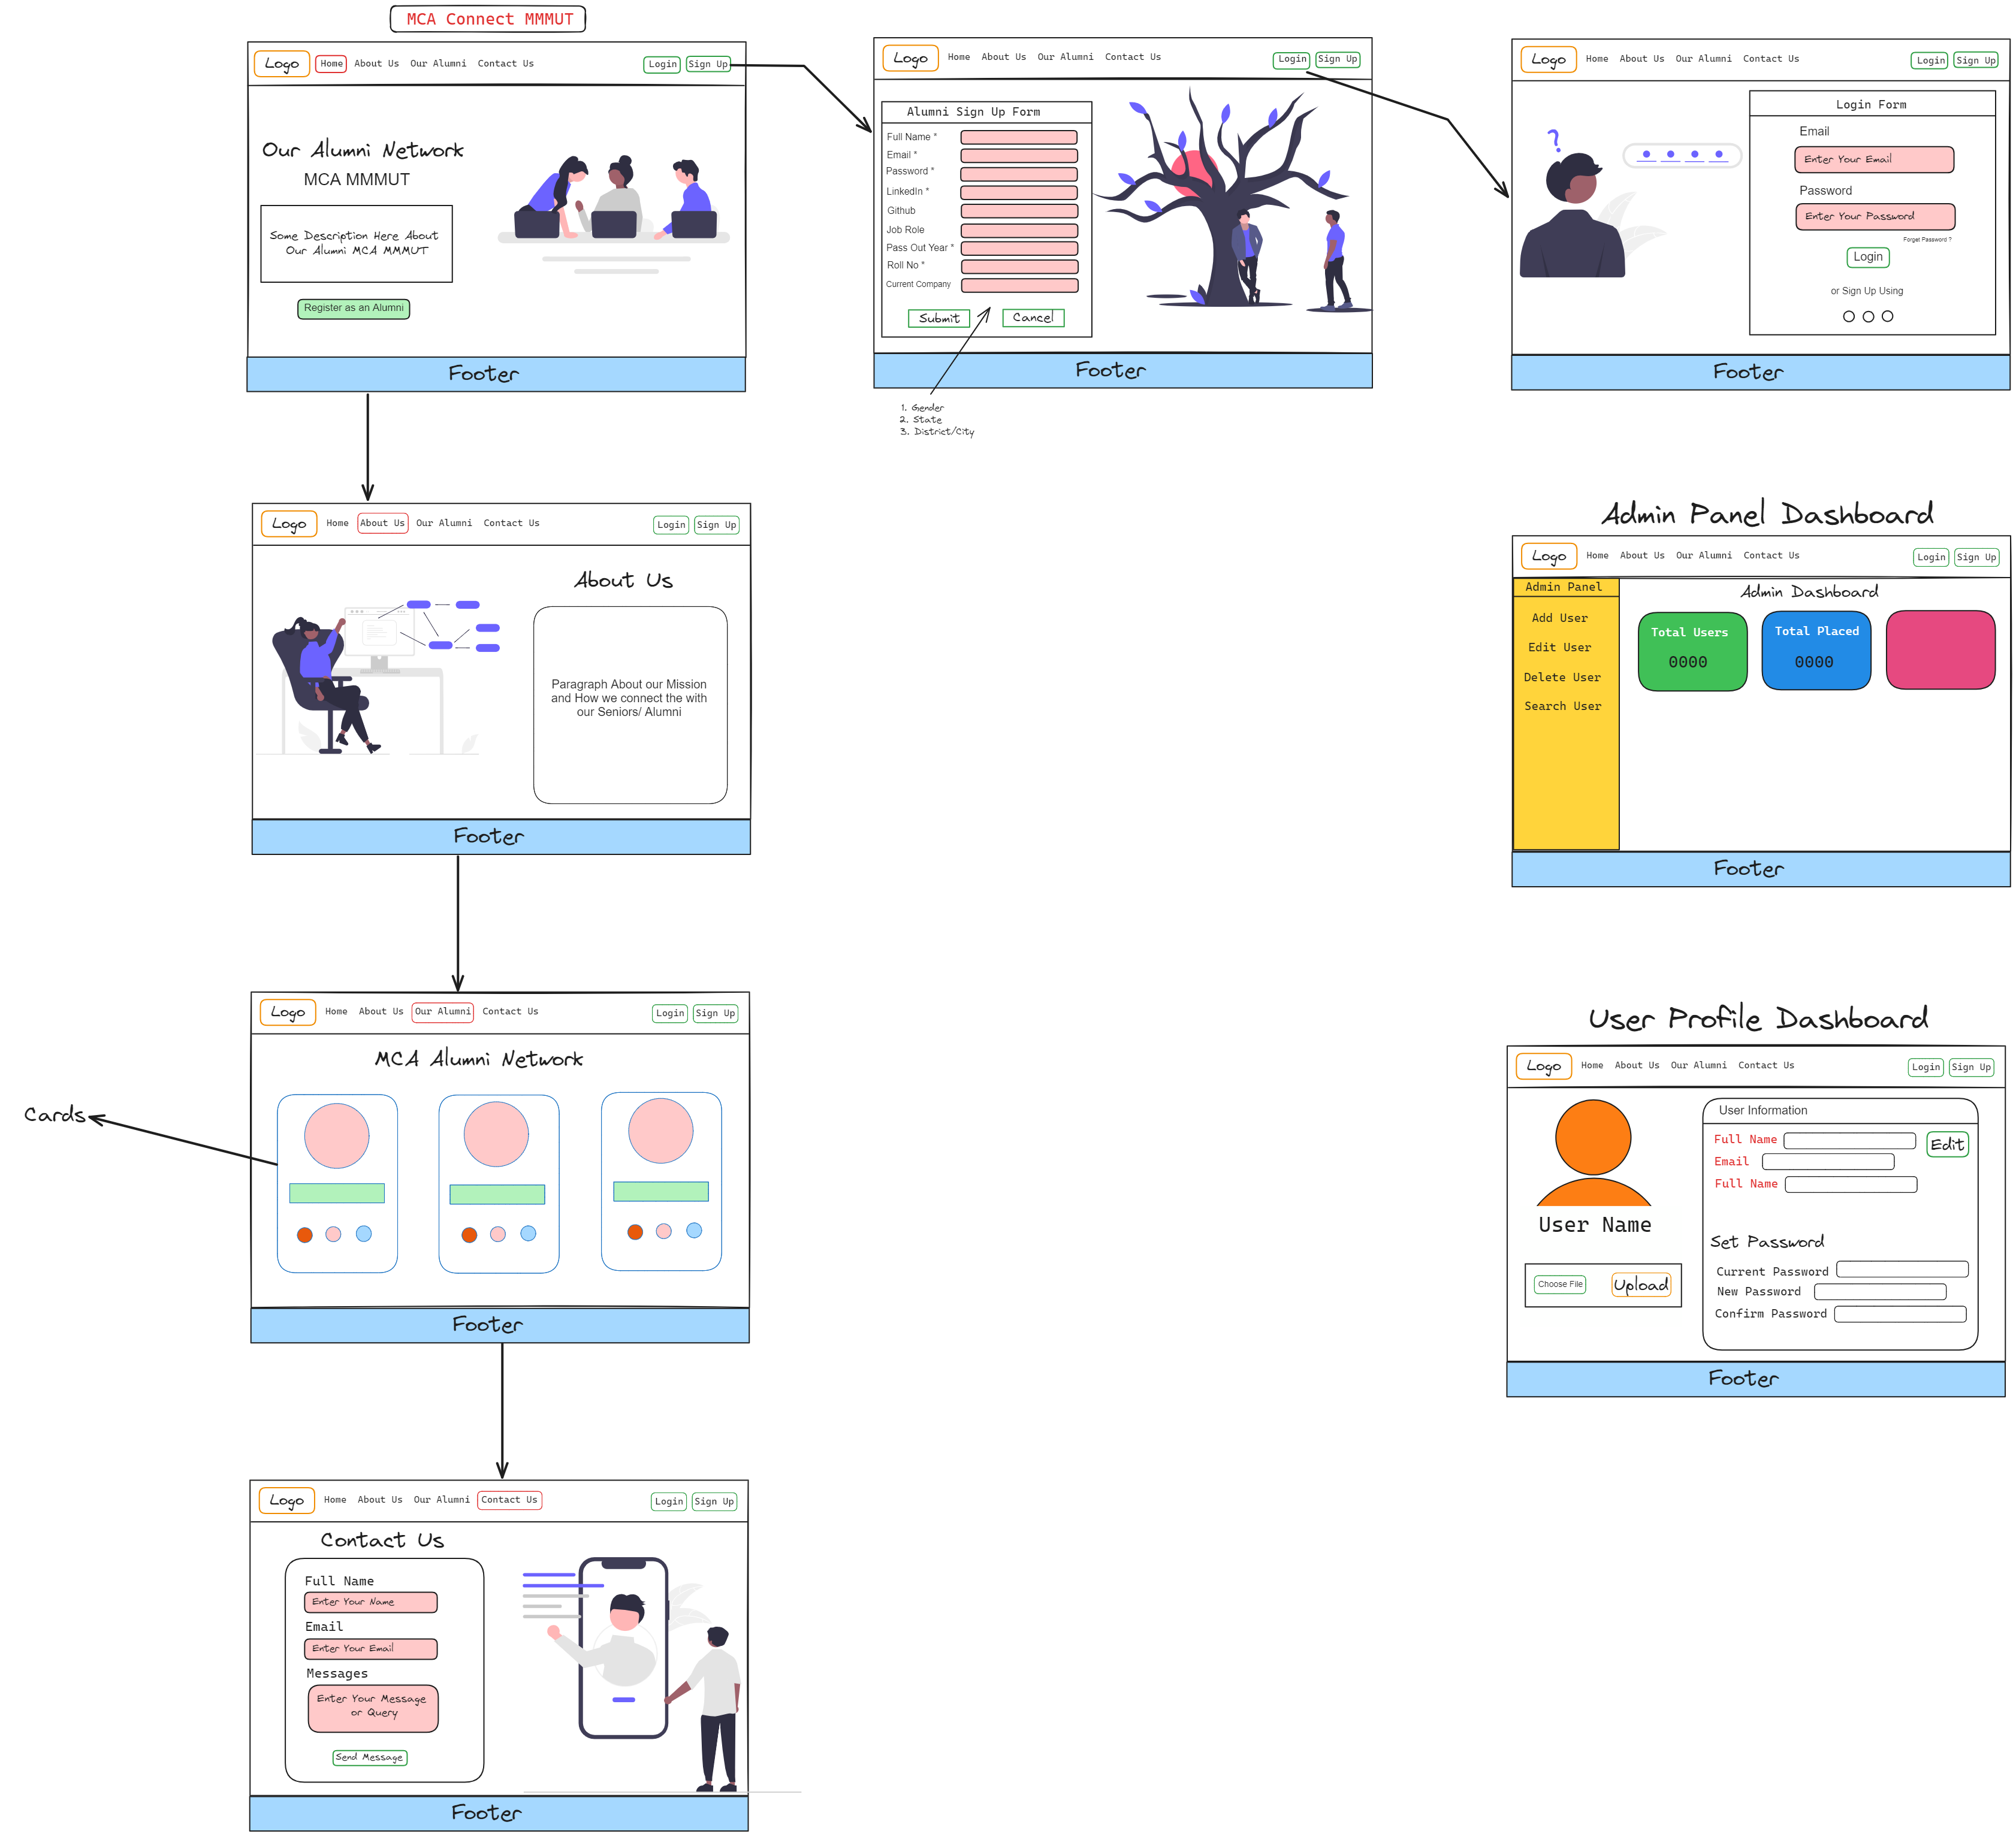 MCA Connect MMMUT
Logo Home About Us Our Alumni Contact Us Login Sign Up
Our Alumni Network
MCA MMMUT
Some Description Here About
Our Alumni MCA MMMUT
Register as an Alumni
Footer
Logo Home About Us Our Alumni Contact Us Login Sign Up
Alumni Sign Up Form
Full Name *
Email *
Password *
LinkedIn *
Github
Job Role
Pass Out Year *
Roll No *
Current Company
Submit Cancel
Footer
1. Gender
2. State
3. District/City
Logo Home About Us Our Alumni Contact Us Login Sign Up
?
Login Form
Email
Enter Your Email
Password
Enter Your Password
Forget Password ?
Login
or Sign Up Using
Footer
Logo Home About Us Our Alumni Contact Us Login Sign Up
About Us
Paragraph About our Mission
and How we connect the with
our Seniors/ Alumni
Footer
Admin Panel Dashboard
Logo Home About Us Our Alumni Contact Us Login Sign Up
Admin Panel
Add User
Edit User
Delete User
Search User
Admin Dashboard
Total Users
0000
Total Placed
0000
Footer
Logo Home About Us Our Alumni Contact Us Login Sign Up
MCA Alumni Network
Cards
Footer
User Profile Dashboard
Logo Home About Us Our Alumni Contact Us Login Sign Up
User Name
Choose File Upload
User Information
Full Name
Edit
Email
Full Name
Set Password
Current Password
New Password
Confirm Password
Footer
Logo Home About Us Our Alumni Contact Us Login Sign Up
Contact Us
Full Name
Enter Your Name
Email
Enter Your Email
Messages
Enter Your Message
or Query
Send Message
Footer